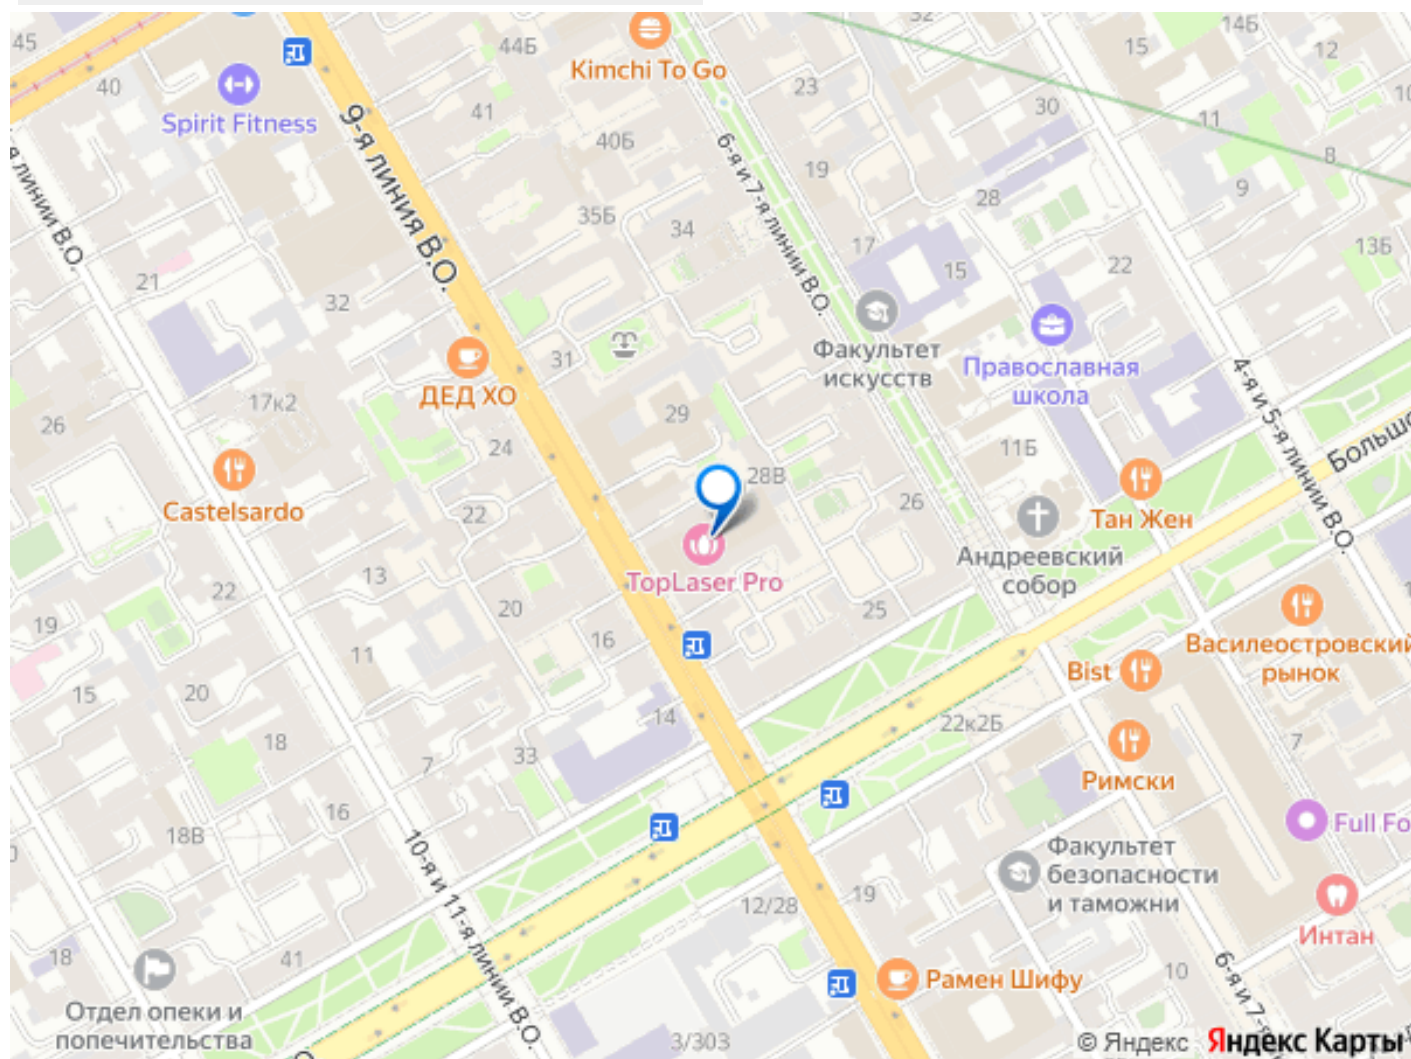 45
40
Spirit Fitness
44Б
Kimchi To Go
32
14Б
15
12
10
41
40Б
23
30
11
8
9-я линия В.О.
6-я и 7-я линии В.О.
19
9
28
35Б
34
17
15
22
13Б
я линии В.О.
21
32
31
Факультет
искусств
Православная
школа
4-я и 5-я линии В.О.
ДЕД ХО
17к2
26
29
24
11Б
Большо
28В
26
Castelsardo
22
Тан Жен
Андреевский
собор
TopLaser Pro
13
22
20
25
19
16
11
Василеостровский
рынок
Bist
15
20
14
22к2Б
7
18
33
7
Римски
16
18В
Full Fo
10-я и 11-я линии В.О.
Факультет
безопасности
и таможни
12/28
19
Интан
18
41
6-я и 7-я
10
Рамен Шифу
Отдел опеки и
попечительства
3/303
© Яндекс Яндекс Карты